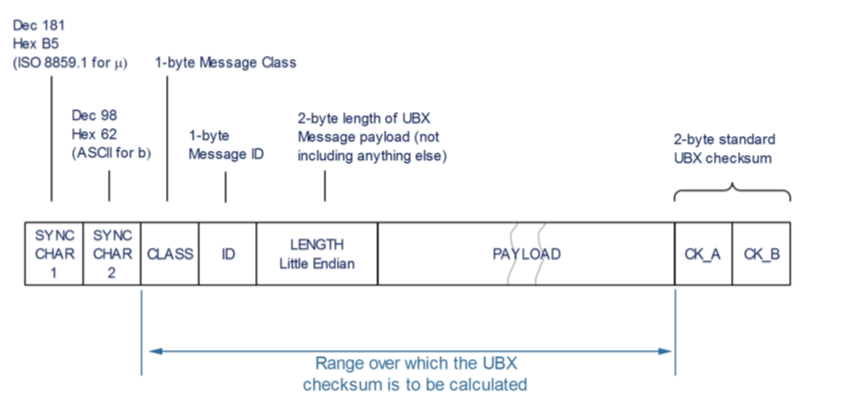 Dec 181
Hex B5
(ISO 8859.1 for μ)
1-byte Message Class
Dec 98
Hex 62
(ASCII for b)
1-byte
Message ID
2-byte length of UBX
Message payload (not
including anything else)
2-byte standard
UBX checksum
SYNC
CHAR
1
SYNC
CHAR
2
CLASS
ID
LENGTH
Little Endian
PAYLOAD
CK_A
CK_B
Range over which the UBX
checksum is to be calculated